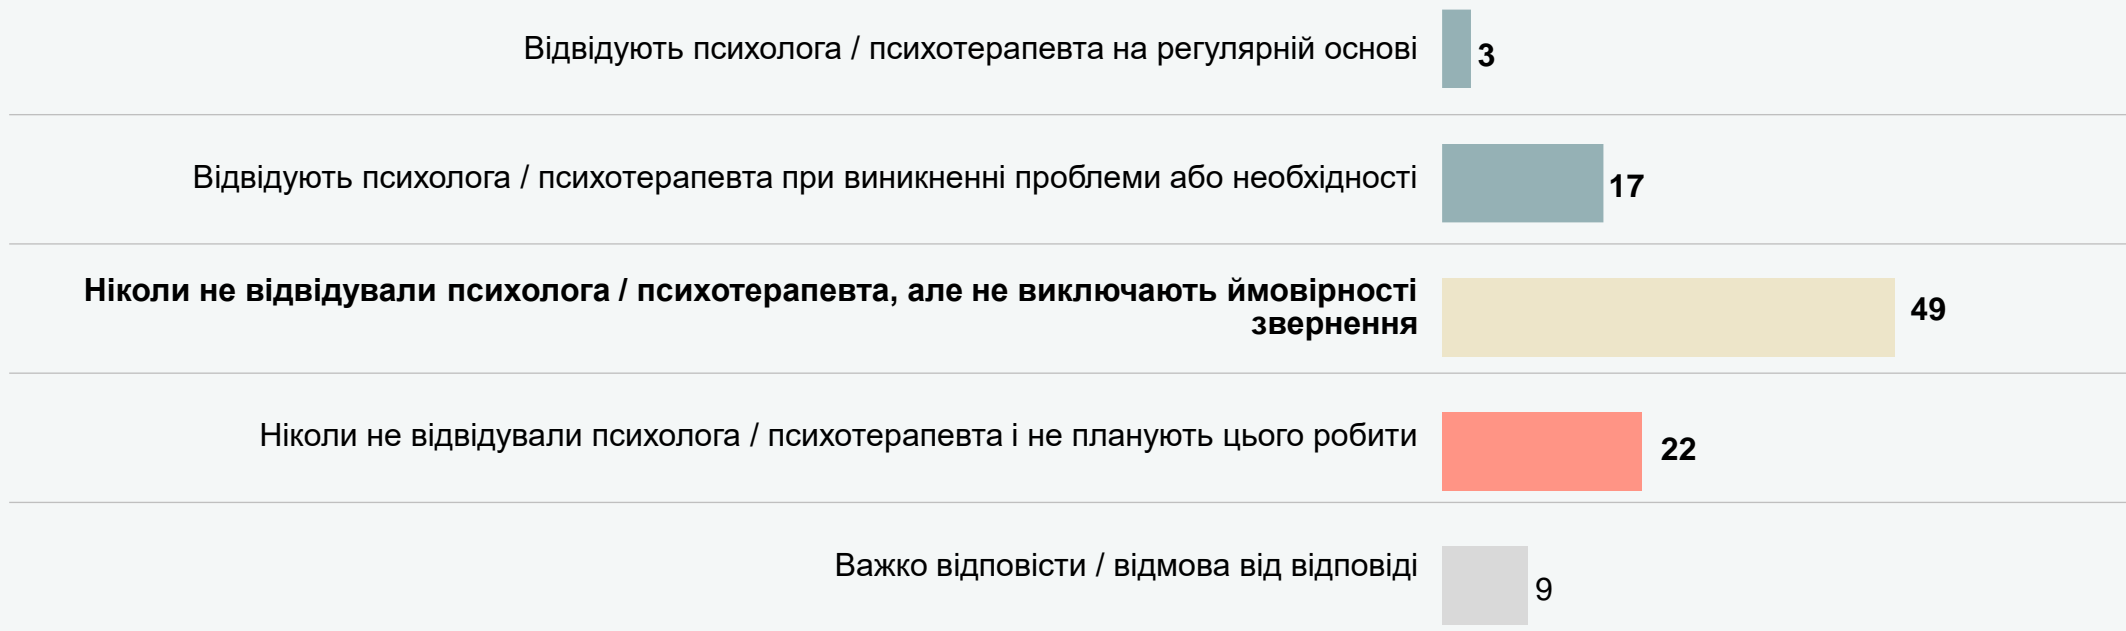 Відвідують психолога / психотерапевта на регулярній основі 3
Відвідують психолога / психотерапевта при виникненні проблеми або необхідності 17
Ніколи не відвідували психолога / психотерапевта, але не виключають ймовірності
звернення 49
Ніколи не відвідували психолога / психотерапевта і не планують цього робити 22
Важко відповісти / відмова від відповіді 9